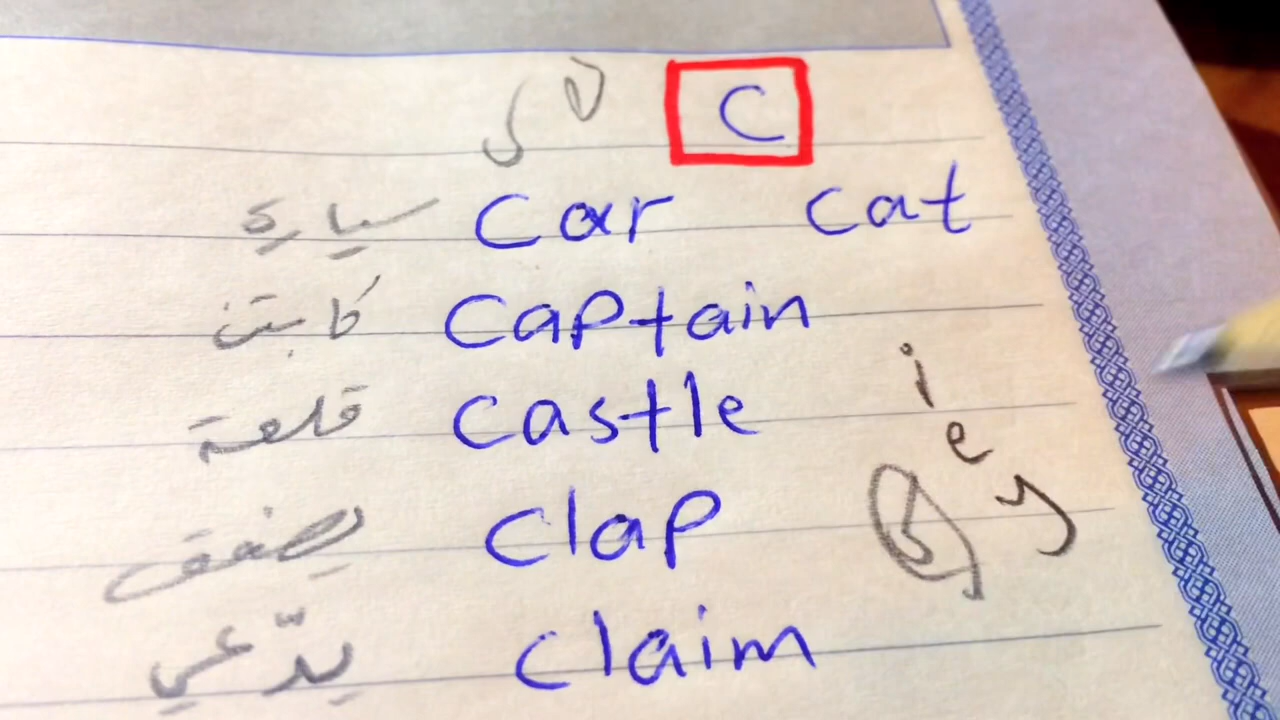 C
سيارة Car cat
كابتن Captain
i
قلعة Castle
e
يصفق Clap y
يدّعي Claim